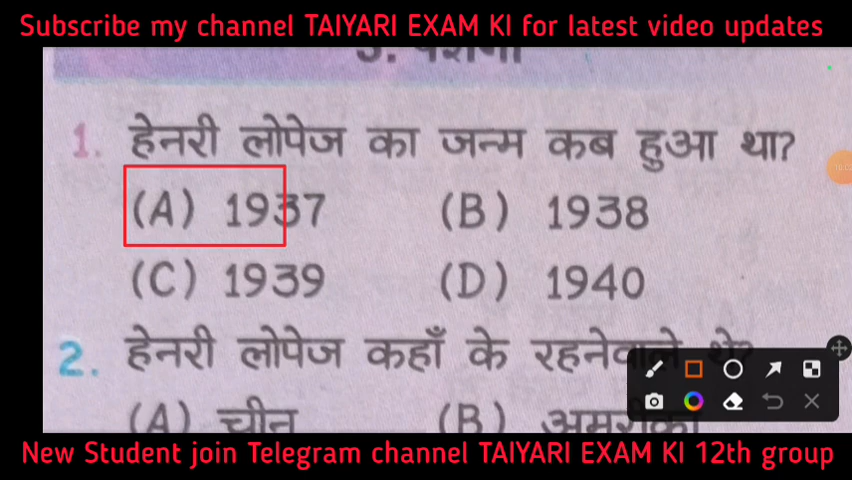 Subscribe my channel TAIYARI EXAM KI for latest video updates
1. हेनरी लोपेज का जन्म कब हुआ था?
(A) 1937 (B) 1938
(C) 1939 (D) 1940
2. हेनरी लोपेज कहाँ के रहनेवाले थे?
(A) चीन (B) अमरीका
New Student join Telegram channel TAIYARI EXAM KI 12th group